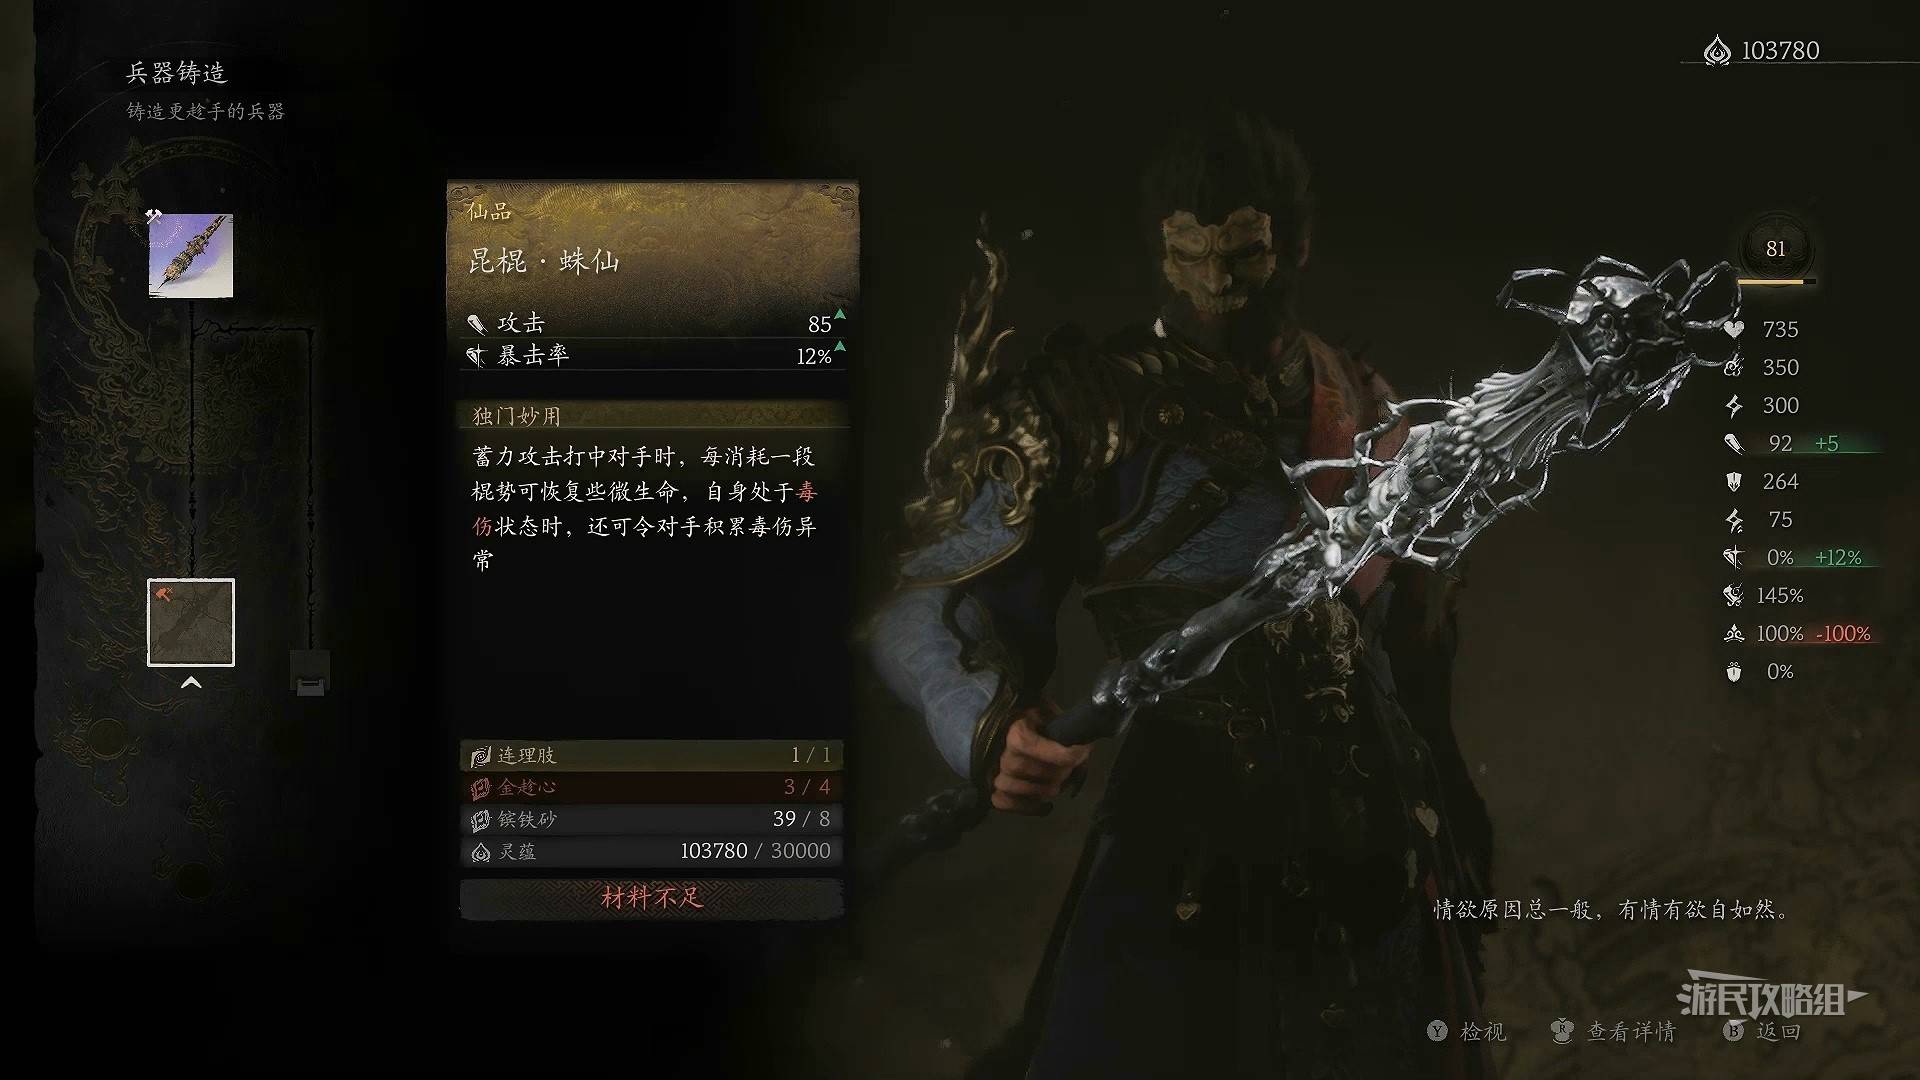 兵器铸造
铸造更趁手的兵器
103780
仙品
昆棍·蛛仙
攻击 85
暴击率 12%
独门妙用
蓄力攻击打中对手时，每消耗一段
棍势可恢复些微生命，自身处于毒
伤状态时，还可令对手积累毒伤异
常
连理肢 1 / 1
金趁心 3 / 4
镔铁砂 39 / 8
灵蕴 103780 / 30000
材料不足
81
735
350
300
92 +5
264
75
0% +12%
145%
100% -100%
0%
情欲原因总一般，有情有欲自如然。
游民攻略组
Y 检视 R 查看详情 B 返回